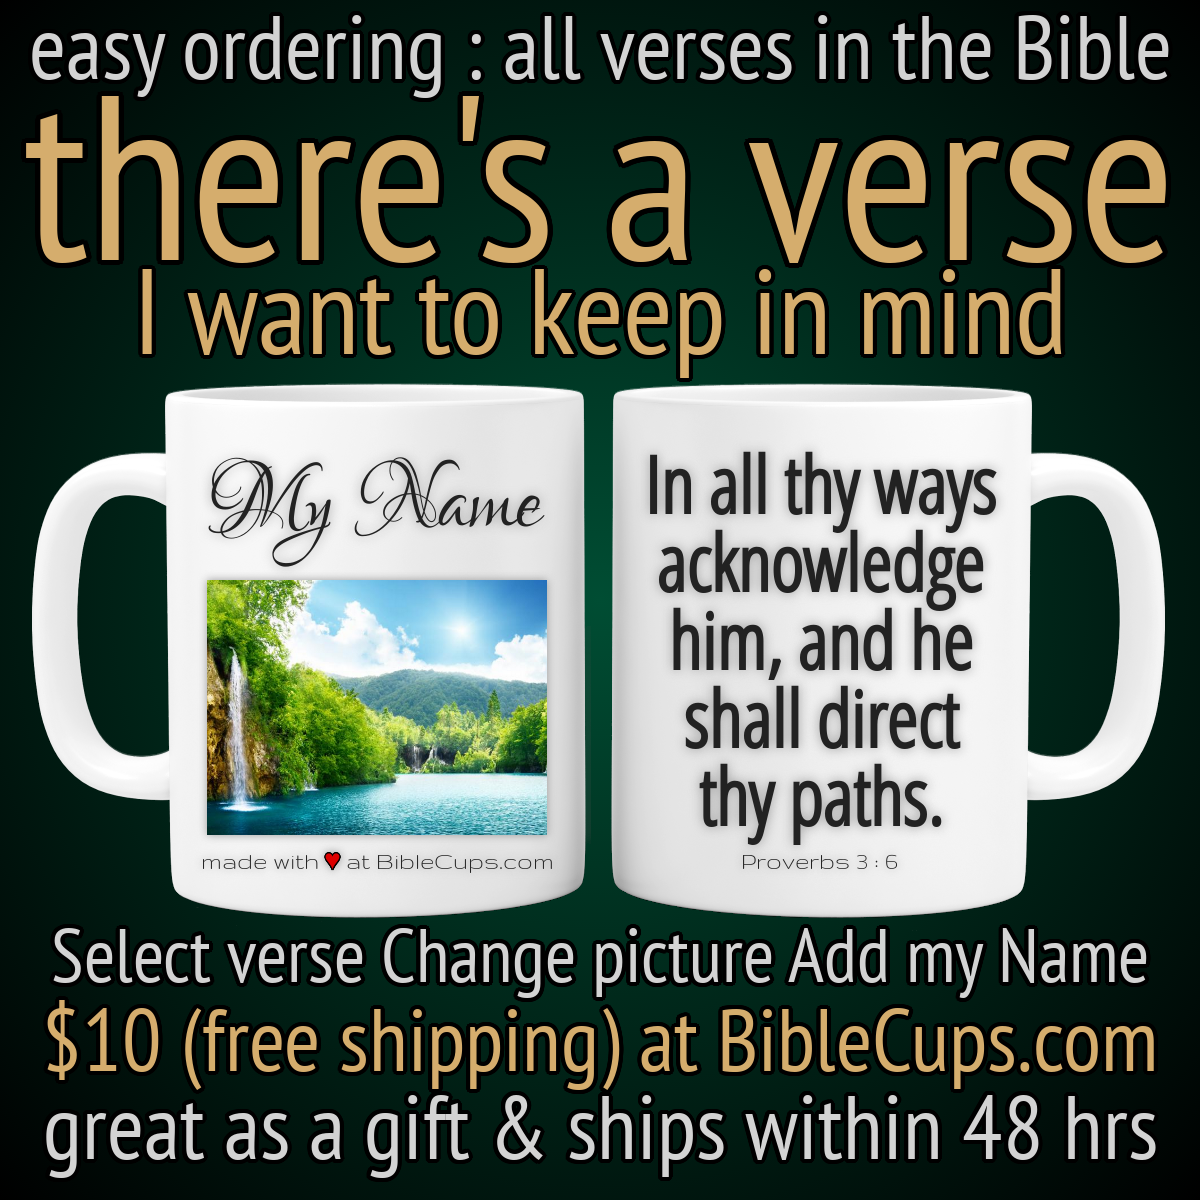 easy ordering : all verses in the Bible
there's a verse
I want to keep in mind
My Name
made with ♥ at BibleCups.com
In all thy ways
acknowledge
him, and he
shall direct
thy paths.
Proverbs 3 : 6
Select verse Change picture Add my Name
$10 (free shipping) at BibleCups.com
great as a gift & ships within 48 hrs